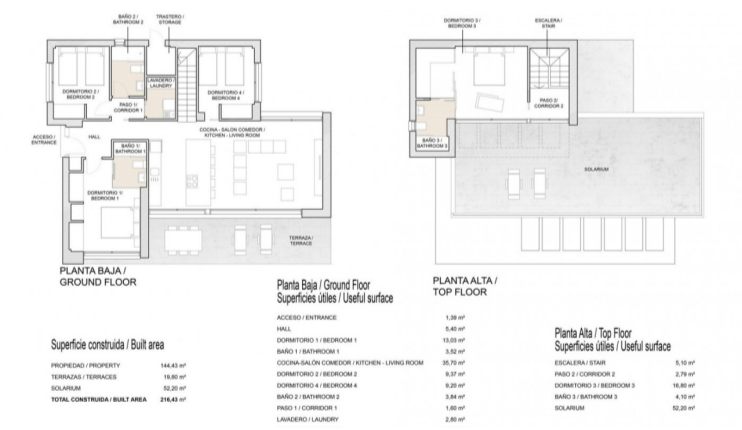 BAÑO 2 /
BATHROOM 2
TRASTERO /
STORAGE
DORMITORIO 2 /
BEDROOM 2
LAVADERO /
LAUNDRY
DORMITORIO 4 /
BEDROOM 4
PASO 1/
CORRIDOR 1
ACCESO /
ENTRANCE
HALL
COCINA - SALÓN COMEDOR /
KITCHEN - LIVING ROOM
BAÑO 1/
BATHROOM 1
DORMITORIO 1/
BEDROOM 1
TERRAZA /
TERRACE
PLANTA BAJA /
GROUND FLOOR
DORMITORIO 3 /
BEDROOM 3
ESCALERA /
STAIR
PASO 2/
CORRIDOR 2
BAÑO 3 /
BATHROOM 3
SOLARIUM
PLANTA ALTA /
TOP FLOOR
Superficie construida / Built area
PROPIEDAD / PROPERTY 144,43 m²
TERRAZAS / TERRACES 19,80 m²
SOLARIUM 52,20 m²
TOTAL CONSTRUIDA / BUILT AREA 216,43 m²
Planta Baja / Ground Floor
Superficies útiles / Useful surface
ACCESO / ENTRANCE 1,39 m²
HALL 5,40 m²
DORMITORIO 1 / BEDROOM 1 13,03 m²
BAÑO 1 / BATHROOM 1 3,52 m²
COCINA-SALÓN COMEDOR / KITCHEN - LIVING ROOM 35,70 m²
DORMITORIO 2 / BEDROOM 2 9,37 m²
DORMITORIO 4 / BEDROOM 4 9,20 m²
BAÑO 2 / BATHROOM 2 3,84 m²
PASO 1 / CORRIDOR 1 1,60 m²
LAVADERO / LAUNDRY 2,80 m²
Planta Alta / Top Floor
Superficies útiles / Useful surface
ESCALERA / STAIR 5,10 m²
PASO 2 / CORRIDOR 2 2,79 m²
DORMITORIO 3 / BEDROOM 3 16,80 m²
BAÑO 3 / BATHROOM 3 4,10 m²
SOLARIUM 52,20 m²